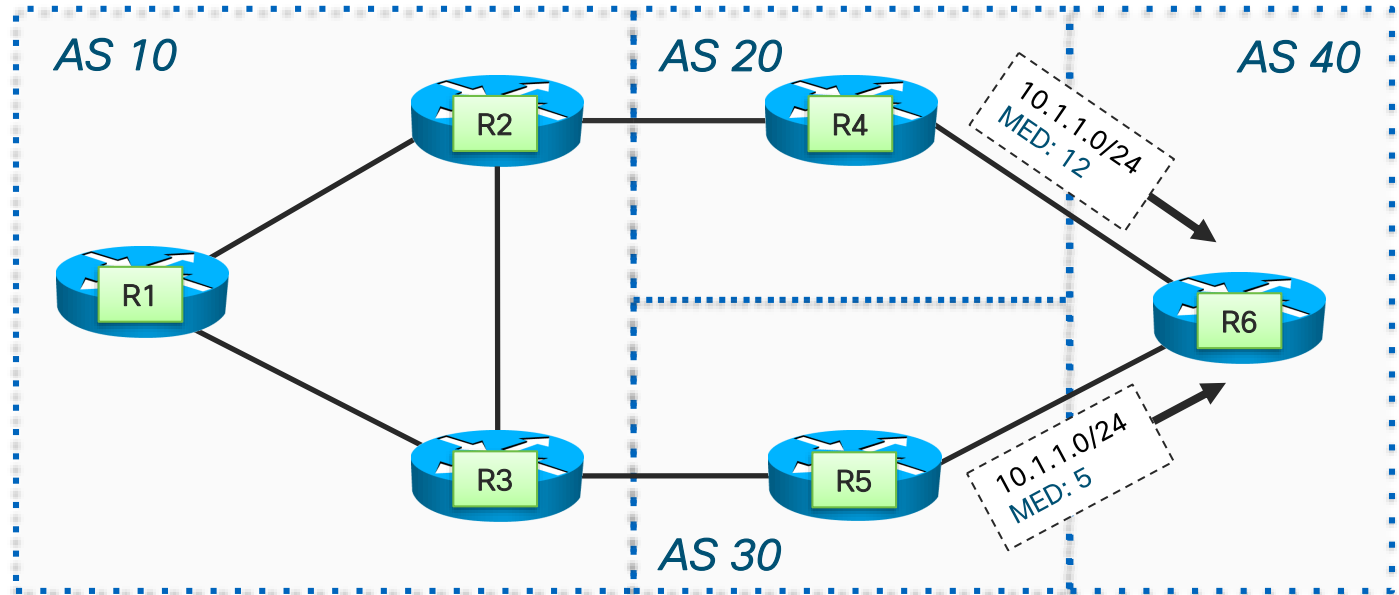 AS 10
AS 20
AS 40
R2
R4
10.1.1.0/24
MED: 12
R1
R6
10.1.1.0/24
MED: 5
R3
R5
AS 30